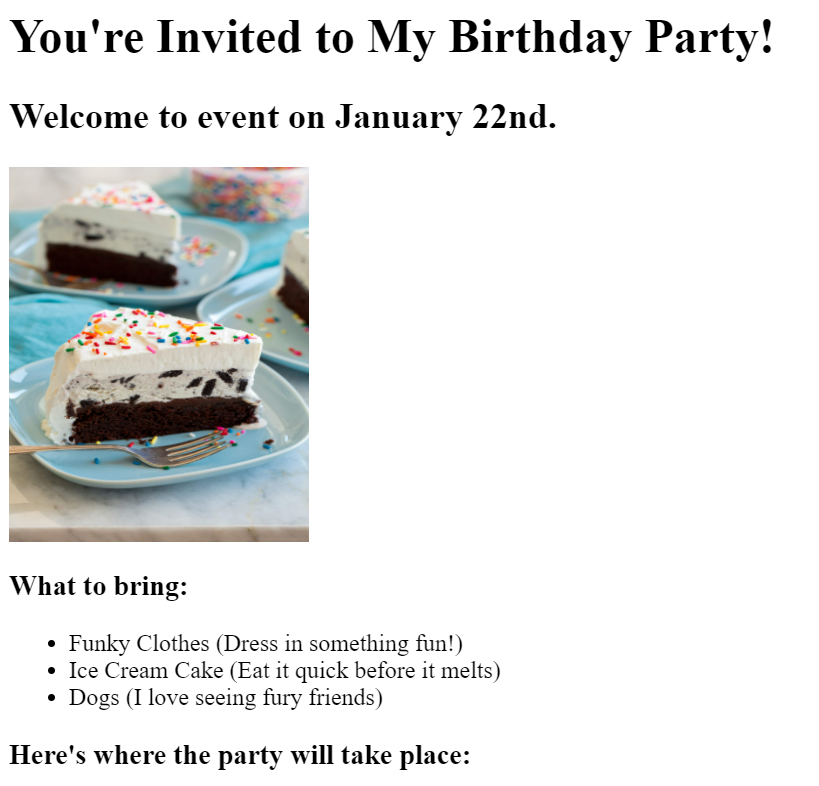 You're Invited to My Birthday Party!
Welcome to event on January 22nd.
What to bring:
Funky Clothes (Dress in something fun!)
Ice Cream Cake (Eat it quick before it melts)
Dogs (I love seeing fury friends)
Here's where the party will take place: